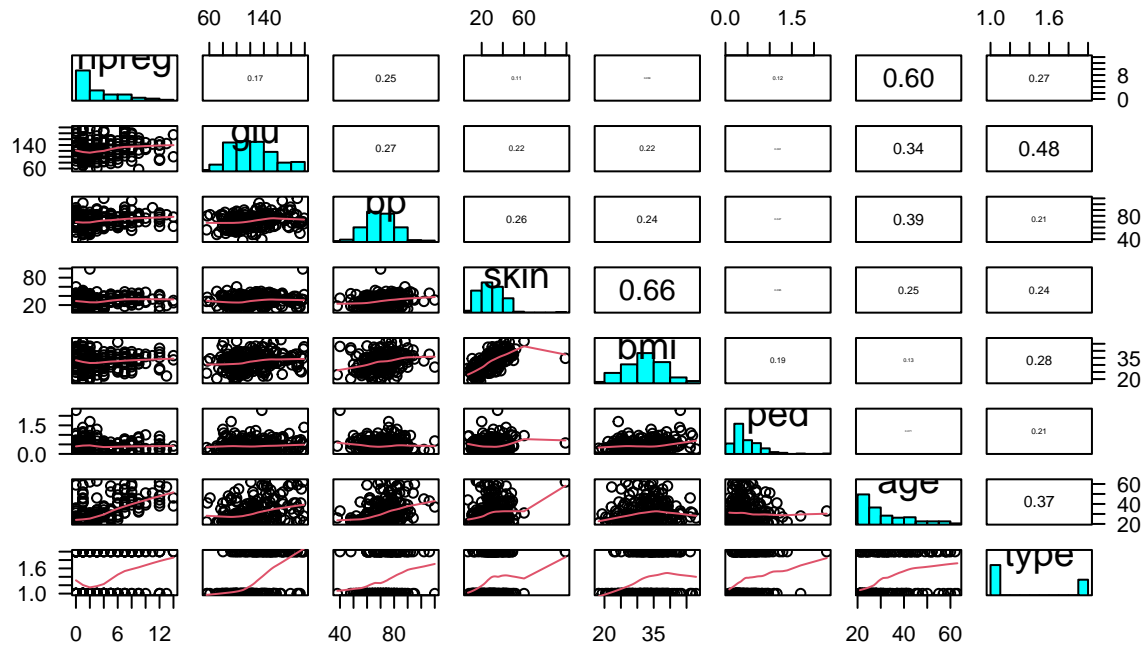 60 140 20 60 0.0 1.5 1.0 1.6
npreg 0.17 0.25 0.11 0.12 0.60 0.27 8 0
140 60 glu 0.27 0.22 0.22 0.34 0.48
bp 0.26 0.24 0.39 0.21 80 40
80 20 skin 0.66 0.25 0.24
bmi 0.19 0.13 0.28 35 20
1.5 0.0 ped 0.21
age 0.37 60 40 20
1.6 1.0 type
0 6 12 40 80 20 35 20 40 60